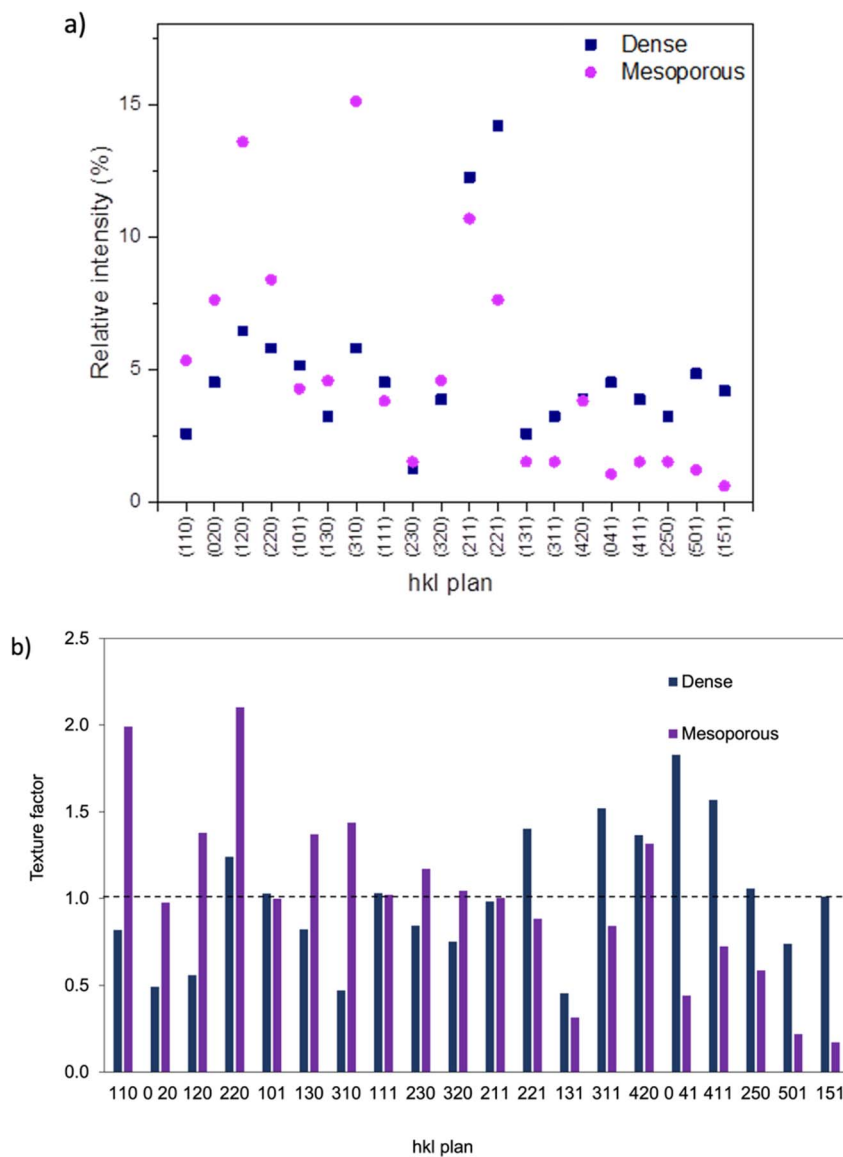 a)
Dense
Mesoporous
15
10
5
0
Relative intensity (%)
(110) (020) (120) (220) (101) (130) (310) (111) (230) (320) (211) (221) (131) (311) (420) (041) (411) (250) (501) (151)
hkl plan
b)
2.5
Dense
2.0
Mesoporous
1.5
1.0
0.5
0.0
Texture factor
110 0 20 120 220 101 130 310 111 230 320 211 221 131 311 420 0 41 411 250 501 151
hkl plan